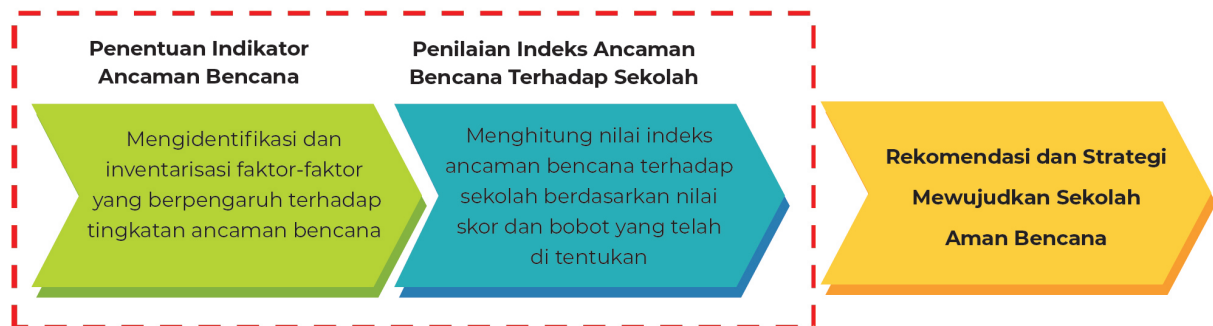 Penentuan Indikator
Ancaman Bencana
Mengidentifikasi dan
inventarisasi faktor-faktor
yang berpengaruh terhadap
tingkatan ancaman bencana
Penilaian Indeks Ancaman
Bencana Terhadap Sekolah
Menghitung nilai indeks
ancaman bencana terhadap
sekolah berdasarkan nilai
skor dan bobot yang telah
di tentukan
Rekomendasi dan Strategi
Mewujudkan Sekolah
Aman Bencana